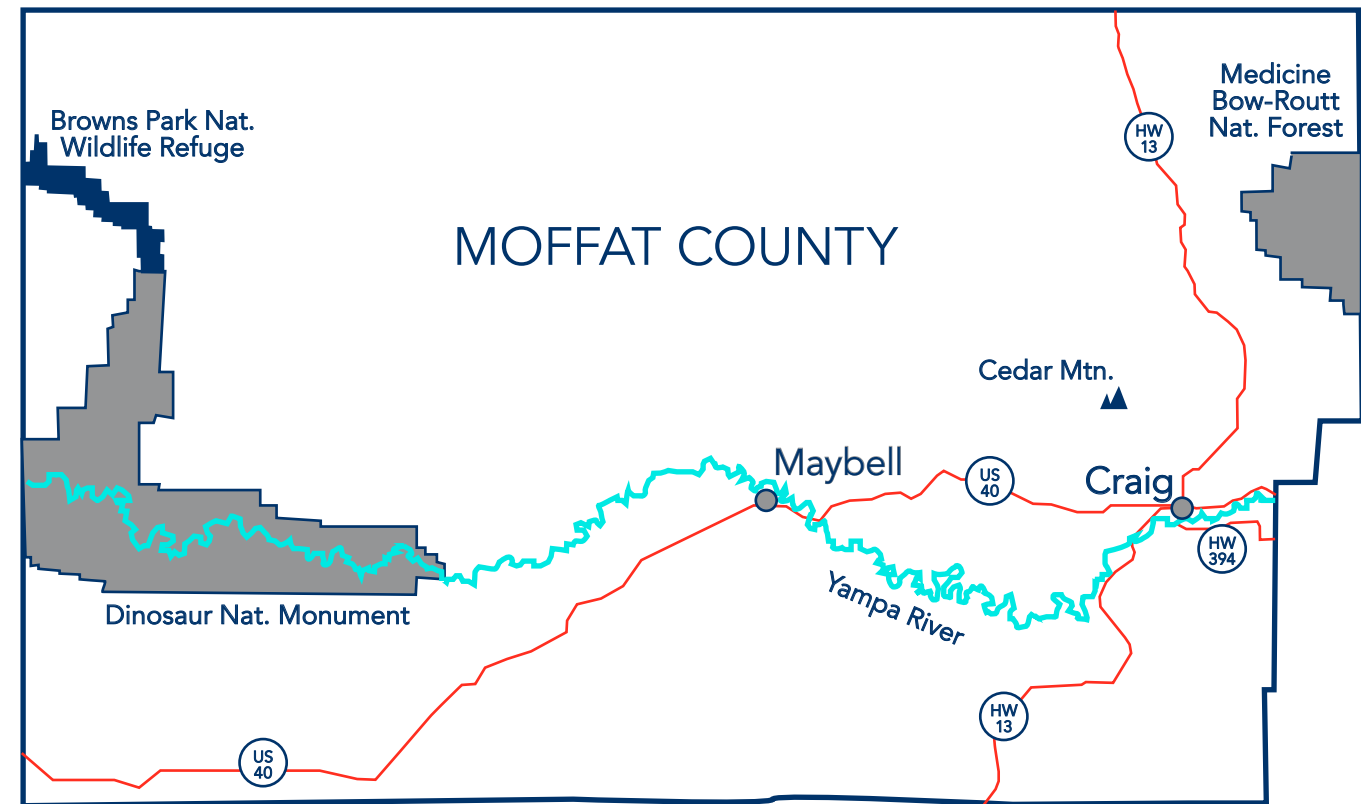 Medicine
Bow-Routt
Nat. Forest
Browns Park Nat.
Wildlife Refuge
HW
13
MOFFAT COUNTY
Cedar Mtn.
Maybell
US
40
Craig
HW
394
Yampa River
Dinosaur Nat. Monument
HW
13
US
40